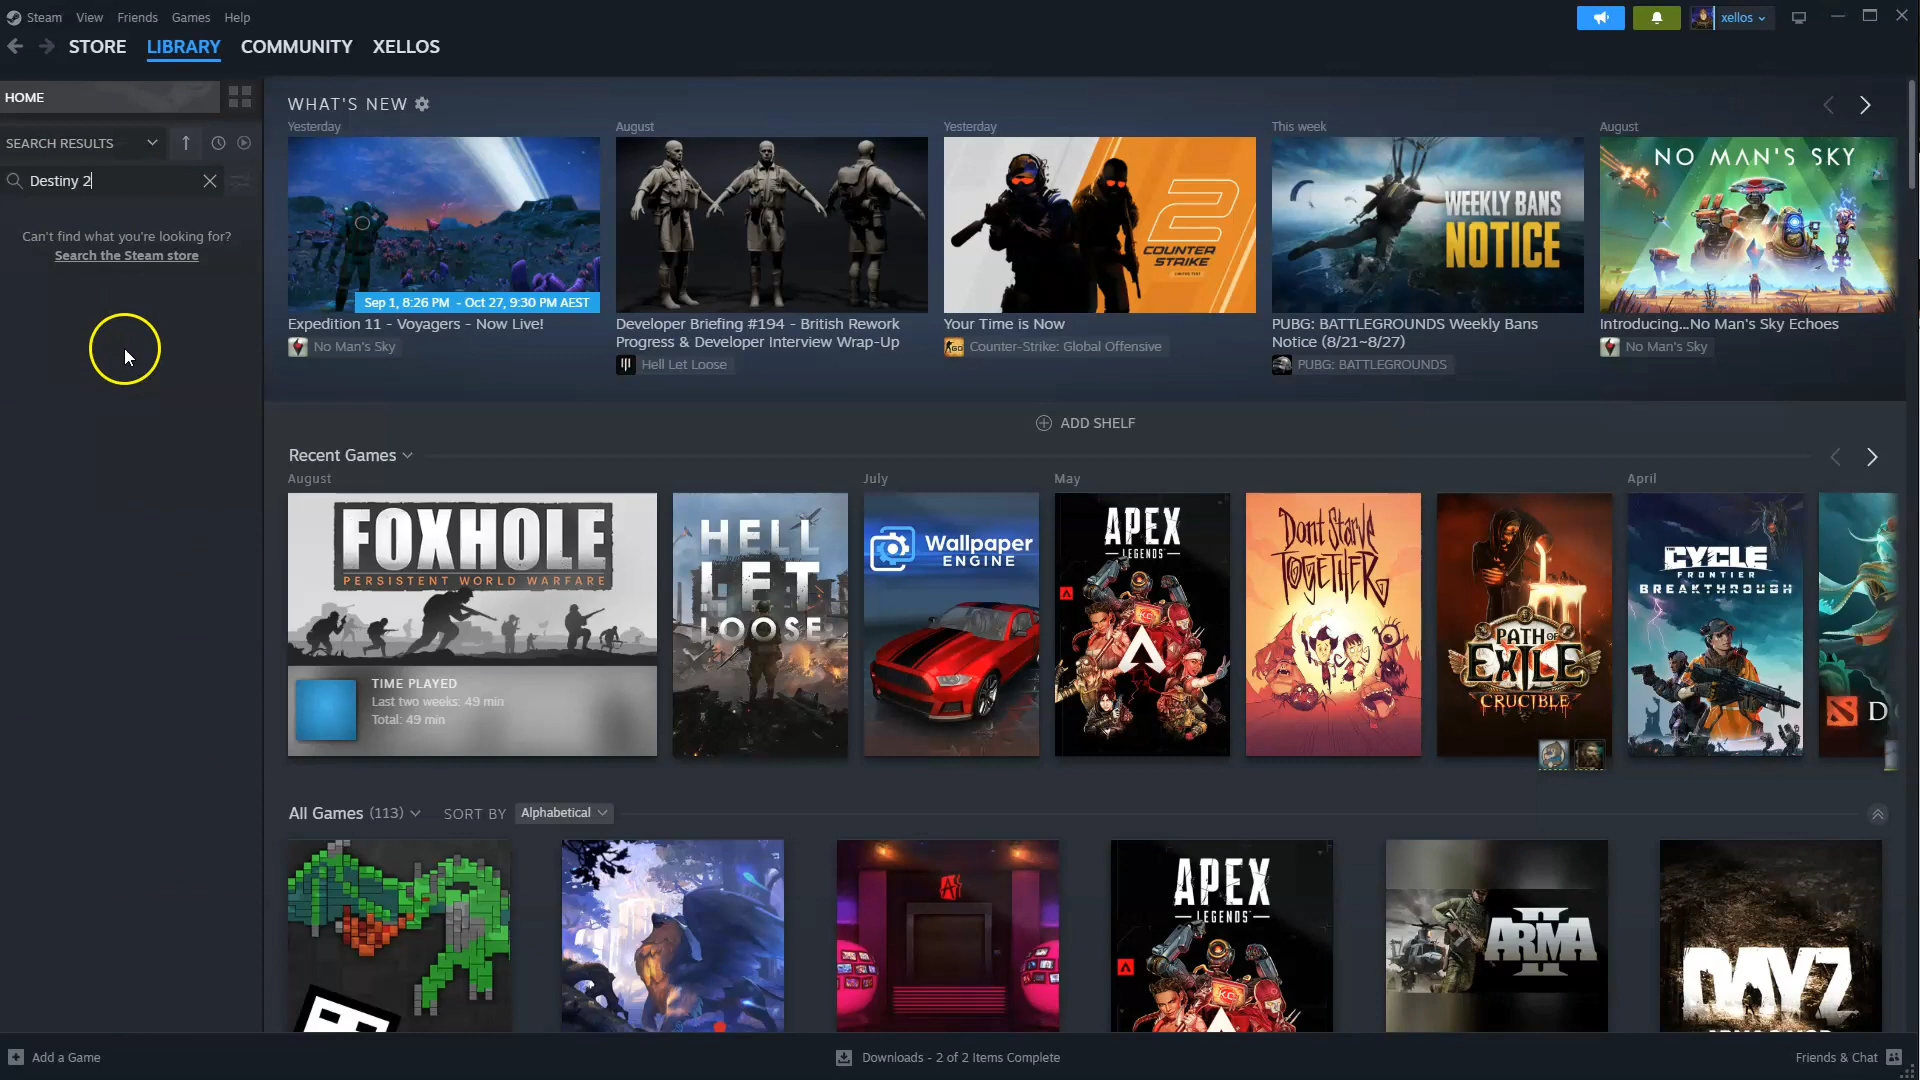 Steam View Friends Games Help
xellos
STORE LIBRARY COMMUNITY XELLOS
HOME
WHAT'S NEW
SEARCH RESULTS
Destiny 2
Can't find what you're looking for?
Search the Steam store
Yesterday
August
Yesterday
This week
August
Sep 1, 8:26 PM - Oct 27, 9:30 PM AEST
2
COUNTER
STRIKE
LIMITED TEST
WEEKLY BANS
NOTICE
NO MAN'S SKY
Expedition 11 - Voyagers - Now Live!
No Man's Sky
Developer Briefing #194 - British Rework
Progress & Developer Interview Wrap-Up
Hell Let Loose
Your Time is Now
Counter-Strike: Global Offensive
PUBG: BATTLEGROUNDS Weekly Bans
Notice (8/21~8/27)
PUBG: BATTLEGROUNDS
Introducing...No Man's Sky Echoes
No Man's Sky
ADD SHELF
Recent Games
August
July
May
April
FOXHOLE
PERSISTENT WORLD WARFARE
TIME PLAYED
Last two weeks: 49 min
Total: 49 min
HELL
LET
LOOSE
Wallpaper
ENGINE
APEX
LEGENDS
Don't Starve
TOGETHER
PATH OF
EXILE
CRUCIBLE
CYCLE
FRONTIER
BREAKTHROUGH
D
All Games (113) SORT BY Alphabetical
APEX
LEGENDS
ARMA
II
DAYZ
Add a Game
Downloads - 2 of 2 Items Complete
Friends & Chat